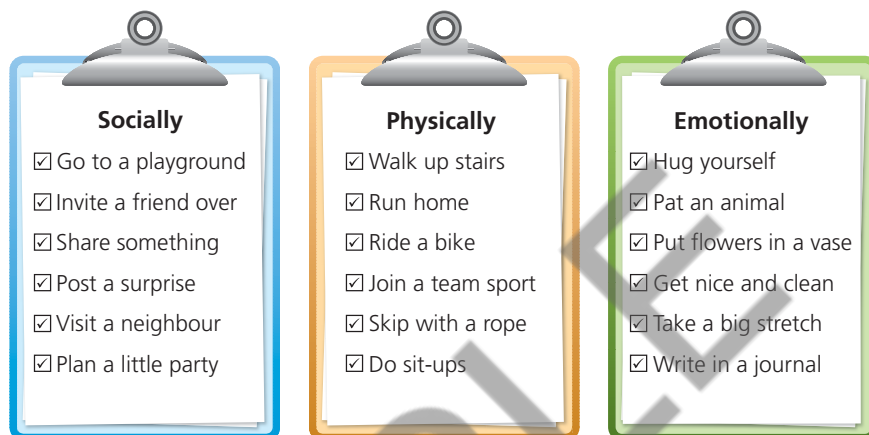 Socially
☑ Go to a playground
☑ Invite a friend over
☑ Share something
☑ Post a surprise
☑ Visit a neighbour
☑ Plan a little party
Physically
☑ Walk up stairs
☑ Run home
☑ Ride a bike
☑ Join a team sport
☑ Skip with a rope
☑ Do sit-ups
Emotionally
☑ Hug yourself
☑ Pat an animal
☑ Put flowers in a vase
☑ Get nice and clean
☑ Take a big stretch
☑ Write in a journal